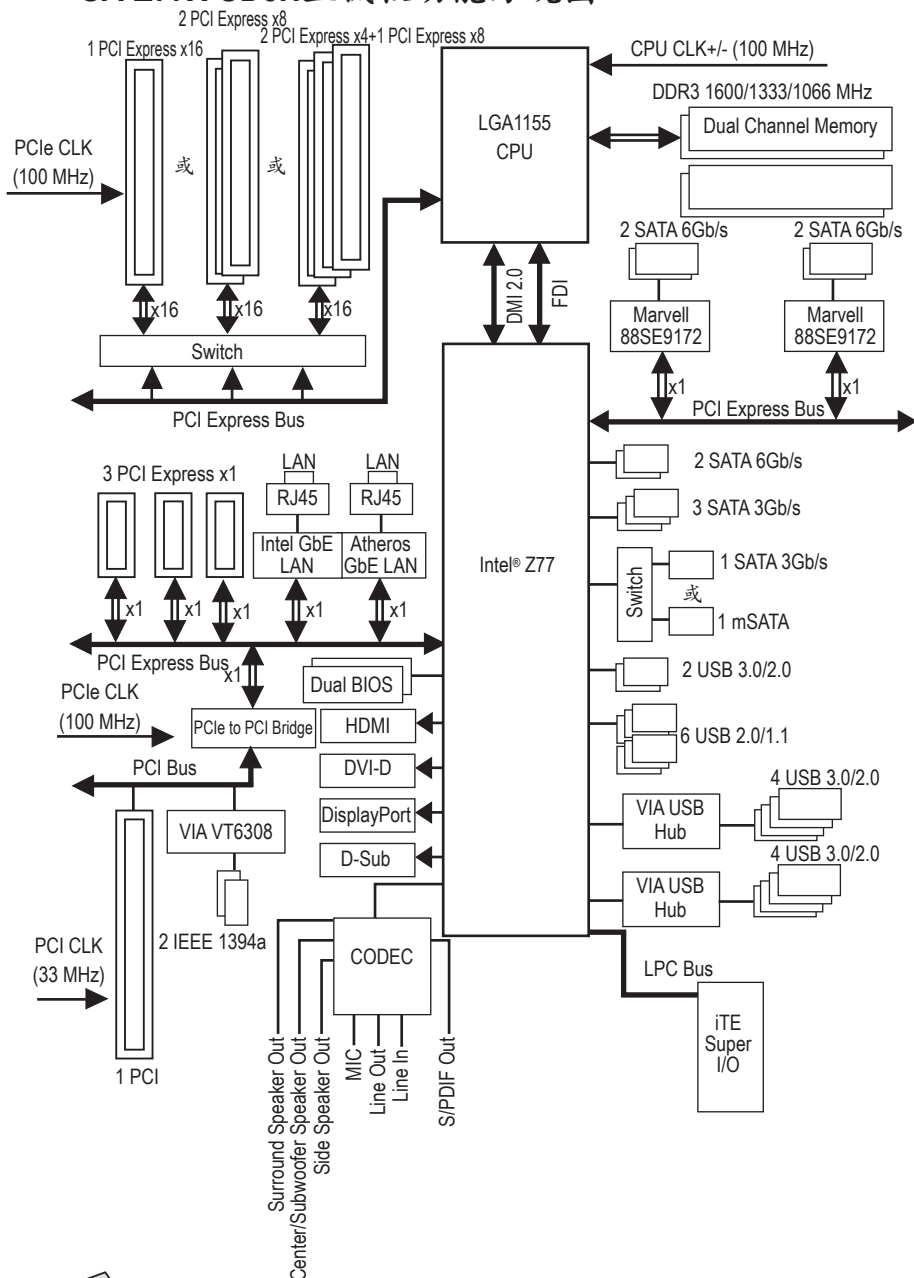 2 PCI Express x8
1 PCI Express x16
2 PCI Express x4+1 PCI Express x8
CPU CLK+/- (100 MHz)
DDR3 1600/1333/1066 MHz
LGA1155
CPU
Dual Channel Memory
PCIe CLK
(100 MHz)
或
或
2 SATA 6Gb/s
2 SATA 6Gb/s
DMI 2.0
FDI
x16
x16
x16
Marvell
88SE9172
Marvell
88SE9172
Switch
x1
x1
PCI Express Bus
PCI Express Bus
LAN
LAN
3 PCI Express x1
RJ45
RJ45
2 SATA 6Gb/s
3 SATA 3Gb/s
Intel GbE
LAN
Atheros
GbE LAN
Intel® Z77
Switch
1 SATA 3Gb/s
或
1 mSATA
x1
x1
x1
x1
x1
PCI Express Bus
x1
Dual BIOS
2 USB 3.0/2.0
PCIe CLK
(100 MHz)
PCIe to PCI Bridge
HDMI
6 USB 2.0/1.1
PCI Bus
DVI-D
4 USB 3.0/2.0
VIA VT6308
DisplayPort
VIA USB
Hub
D-Sub
4 USB 3.0/2.0
VIA USB
Hub
2 IEEE 1394a
PCI CLK
(33 MHz)
CODEC
LPC Bus
iTE
Super
I/O
1 PCI
Surround Speaker Out
Center/Subwoofer Speaker Out
Side Speaker Out
MIC
Line Out
Line In
S/PDIF Out